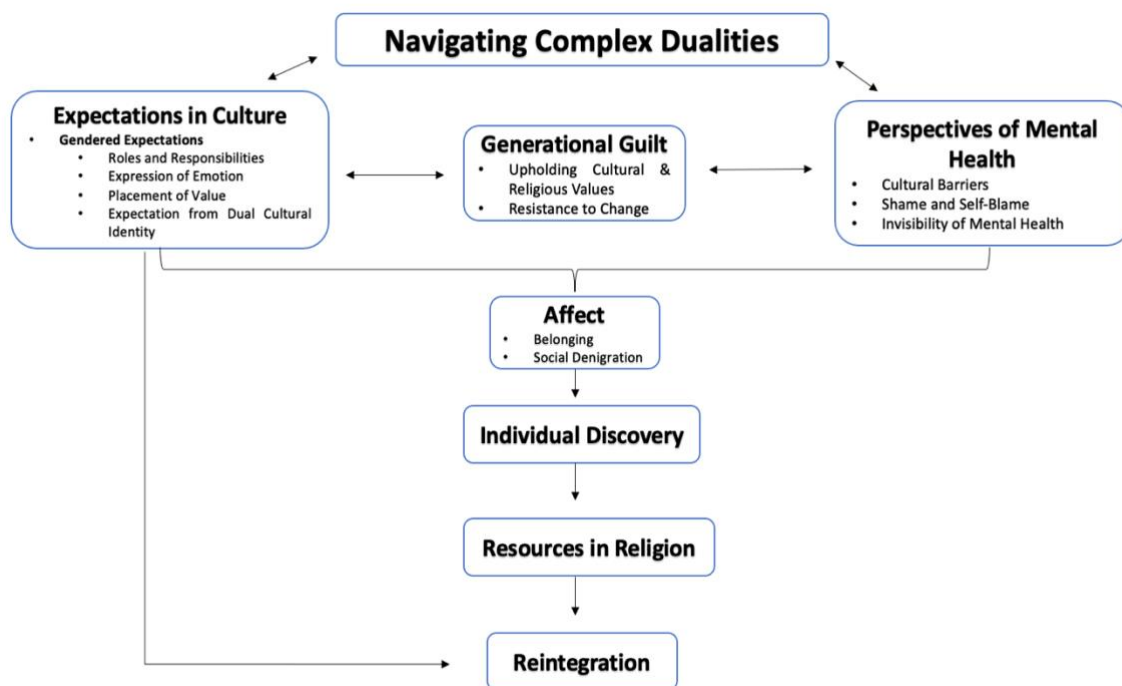 Navigating Complex Dualities
Expectations in Culture
• Gendered Expectations
• Roles and Responsibilities
• Expression of Emotion
• Placement of Value
• Expectation from Dual Cultural
Identity
Generational Guilt
• Upholding Cultural &
Religious Values
• Resistance to Change
Perspectives of Mental
Health
• Cultural Barriers
• Shame and Self-Blame
• Invisibility of Mental Health
Affect
• Belonging
• Social Denigration
Individual Discovery
Resources in Religion
Reintegration